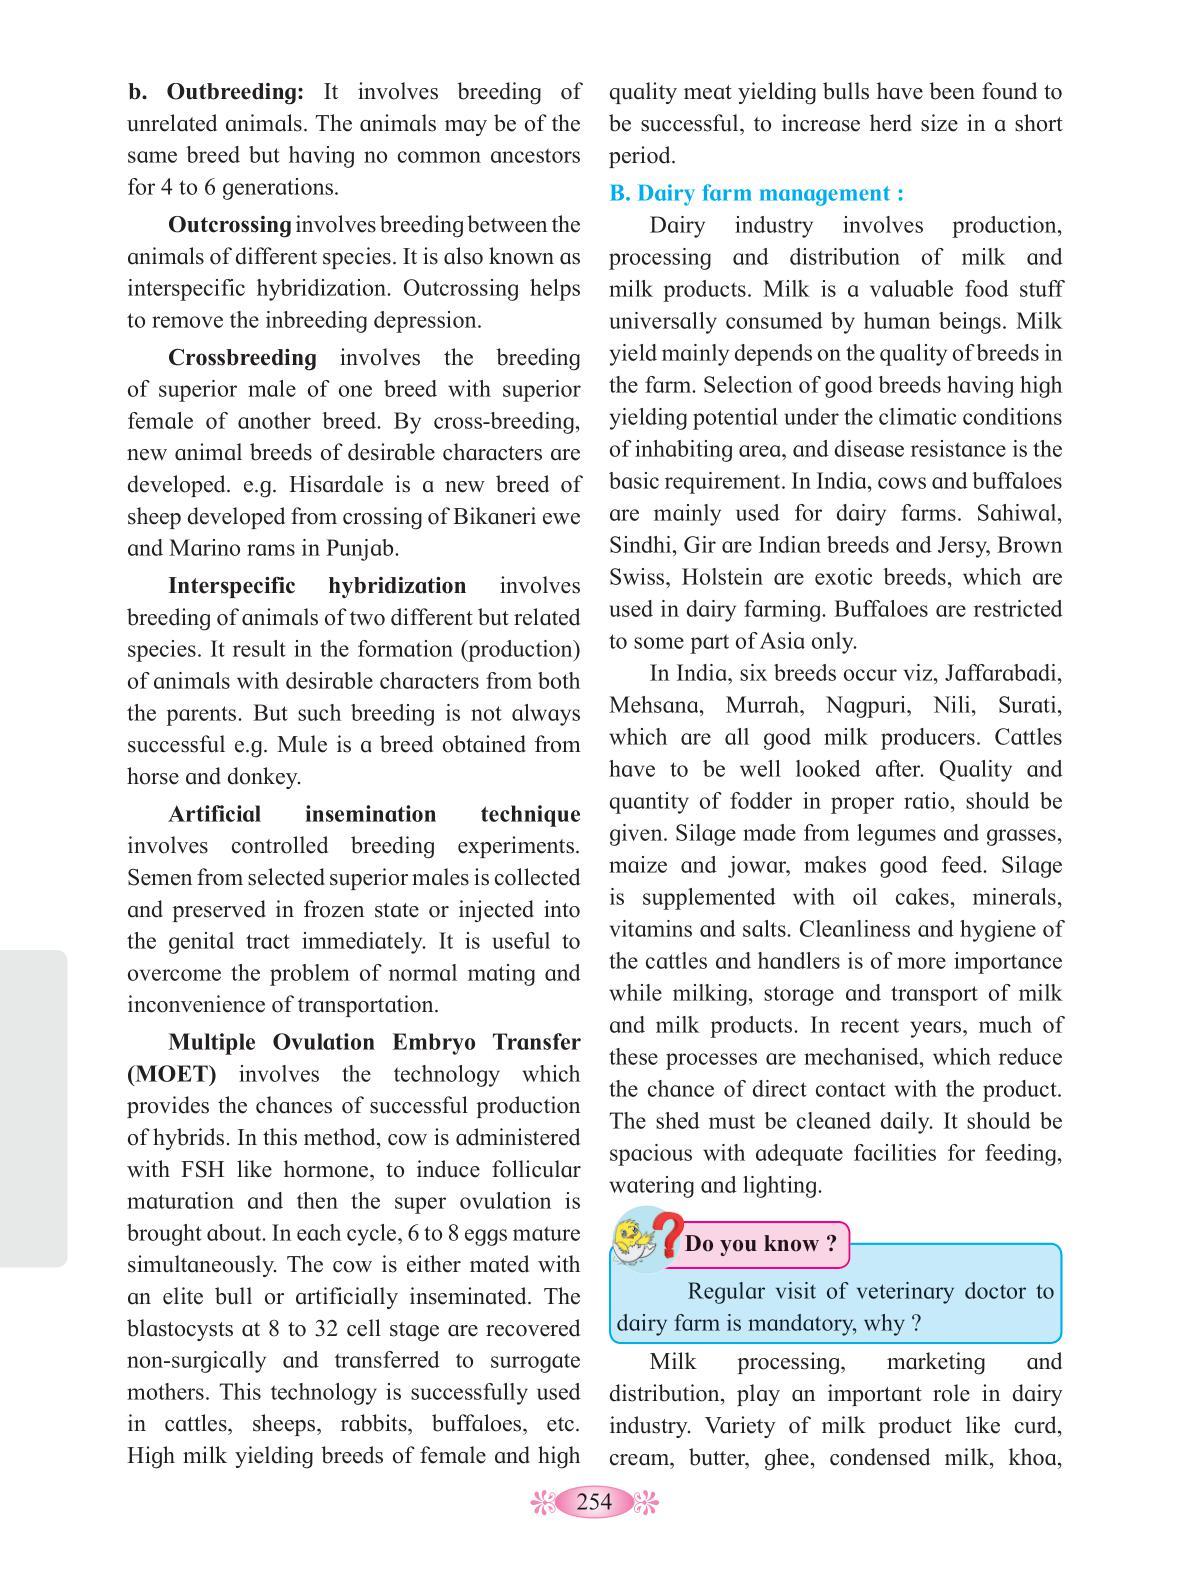 b. Outbreeding: It involves breeding of
unrelated animals. The animals may be of the
same breed but having no common ancestors
for 4 to 6 generations.
Outcrossing involves breeding between the
animals of different species. It is also known as
interspecific hybridization. Outcrossing helps
to remove the inbreeding depression.
Crossbreeding involves the breeding
of superior male of one breed with superior
female of another breed. By cross-breeding,
new animal breeds of desirable characters are
developed. e.g. Hisardale is a new breed of
sheep developed from crossing of Bikaneri ewe
and Marino rams in Punjab.
Interspecific hybridization involves
breeding of animals of two different but related
species. It result in the formation (production)
of animals with desirable characters from both
the parents. But such breeding is not always
successful e.g. Mule is a breed obtained from
horse and donkey.
Artificial insemination technique
involves controlled breeding experiments.
Semen from selected superior males is collected
and preserved in frozen state or injected into
the genital tract immediately. It is useful to
overcome the problem of normal mating and
inconvenience of transportation.
Multiple Ovulation Embryo Transfer
(MOET) involves the technology which
provides the chances of successful production
of hybrids. In this method, cow is administered
with FSH like hormone, to induce follicular
maturation and then the super ovulation is
brought about. In each cycle, 6 to 8 eggs mature
simultaneously. The cow is either mated with
an elite bull or artificially inseminated. The
blastocysts at 8 to 32 cell stage are recovered
non-surgically and transferred to surrogate
mothers. This technology is successfully used
in cattles, sheeps, rabbits, buffaloes, etc.
High milk yielding breeds of female and high
quality meat yielding bulls have been found to
be successful, to increase herd size in a short
period.
B. Dairy farm management :
Dairy industry involves production,
processing and distribution of milk and
milk products. Milk is a valuable food stuff
universally consumed by human beings. Milk
yield mainly depends on the quality of breeds in
the farm. Selection of good breeds having high
yielding potential under the climatic conditions
of inhabiting area, and disease resistance is the
basic requirement. In India, cows and buffaloes
are mainly used for dairy farms. Sahiwal,
Sindhi, Gir are Indian breeds and Jersy, Brown
Swiss, Holstein are exotic breeds, which are
used in dairy farming. Buffaloes are restricted
to some part of Asia only.
In India, six breeds occur viz, Jaffarabadi,
Mehsana, Murrah, Nagpuri, Nili, Surati,
which are all good milk producers. Cattles
have to be well looked after. Quality and
quantity of fodder in proper ratio, should be
given. Silage made from legumes and grasses,
maize and jowar, makes good feed. Silage
is supplemented with oil cakes, minerals,
vitamins and salts. Cleanliness and hygiene of
the cattles and handlers is of more importance
while milking, storage and transport of milk
and milk products. In recent years, much of
these processes are mechanised, which reduce
the chance of direct contact with the product.
The shed must be cleaned daily. It should be
spacious with adequate facilities for feeding,
watering and lighting.
Do you know ?
Regular visit of veterinary doctor to
dairy farm is mandatory, why ?
Milk processing, marketing and
distribution, play an important role in dairy
industry. Variety of milk product like curd,
cream, butter, ghee, condensed milk, khoa,
254